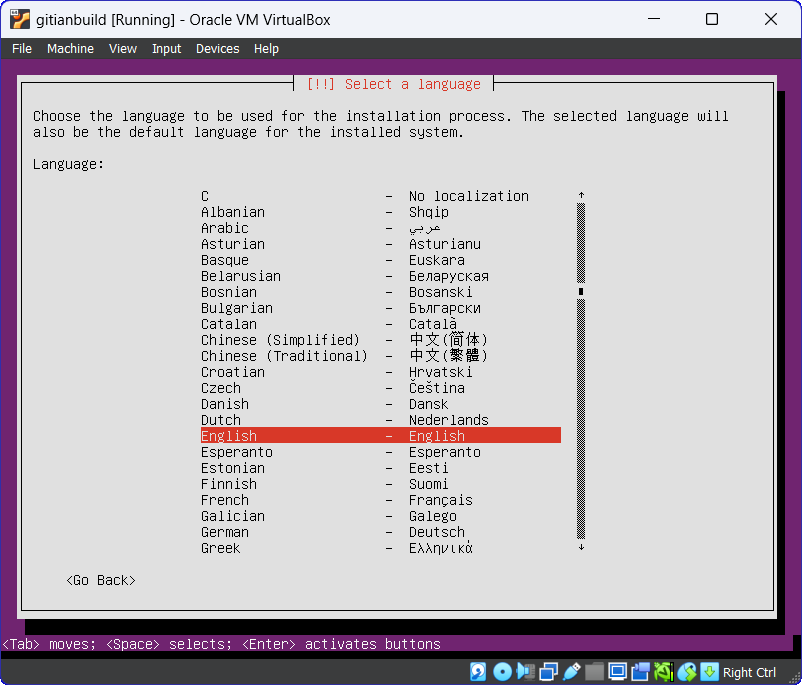 gitianbuild [Running] - Oracle VM VirtualBox
File Machine View Input Devices Help
[!!] Select a language
Choose the language to be used for the installation process. The selected language will
also be the default language for the installed system.
Language:
C - No localization ↑
Albanian - Shqip
Arabic - عربي
Asturian - Asturianu
Basque - Euskara
Belarusian - Беларуская
Bosnian - Bosanski
Bulgarian - Български
Catalan - Català
Chinese (Simplified) - 中文(简体)
Chinese (Traditional) - 中文(繁體)
Croatian - Hrvatski
Czech - Čeština
Danish - Dansk
Dutch - Nederlands
English - English
Esperanto - Esperanto
Estonian - Eesti
Finnish - Suomi
French - Français
Galician - Galego
German - Deutsch
Greek - Ελληνικά ↓
<Go Back>
<Tab> moves; <Space> selects; <Enter> activates buttons
Right Ctrl